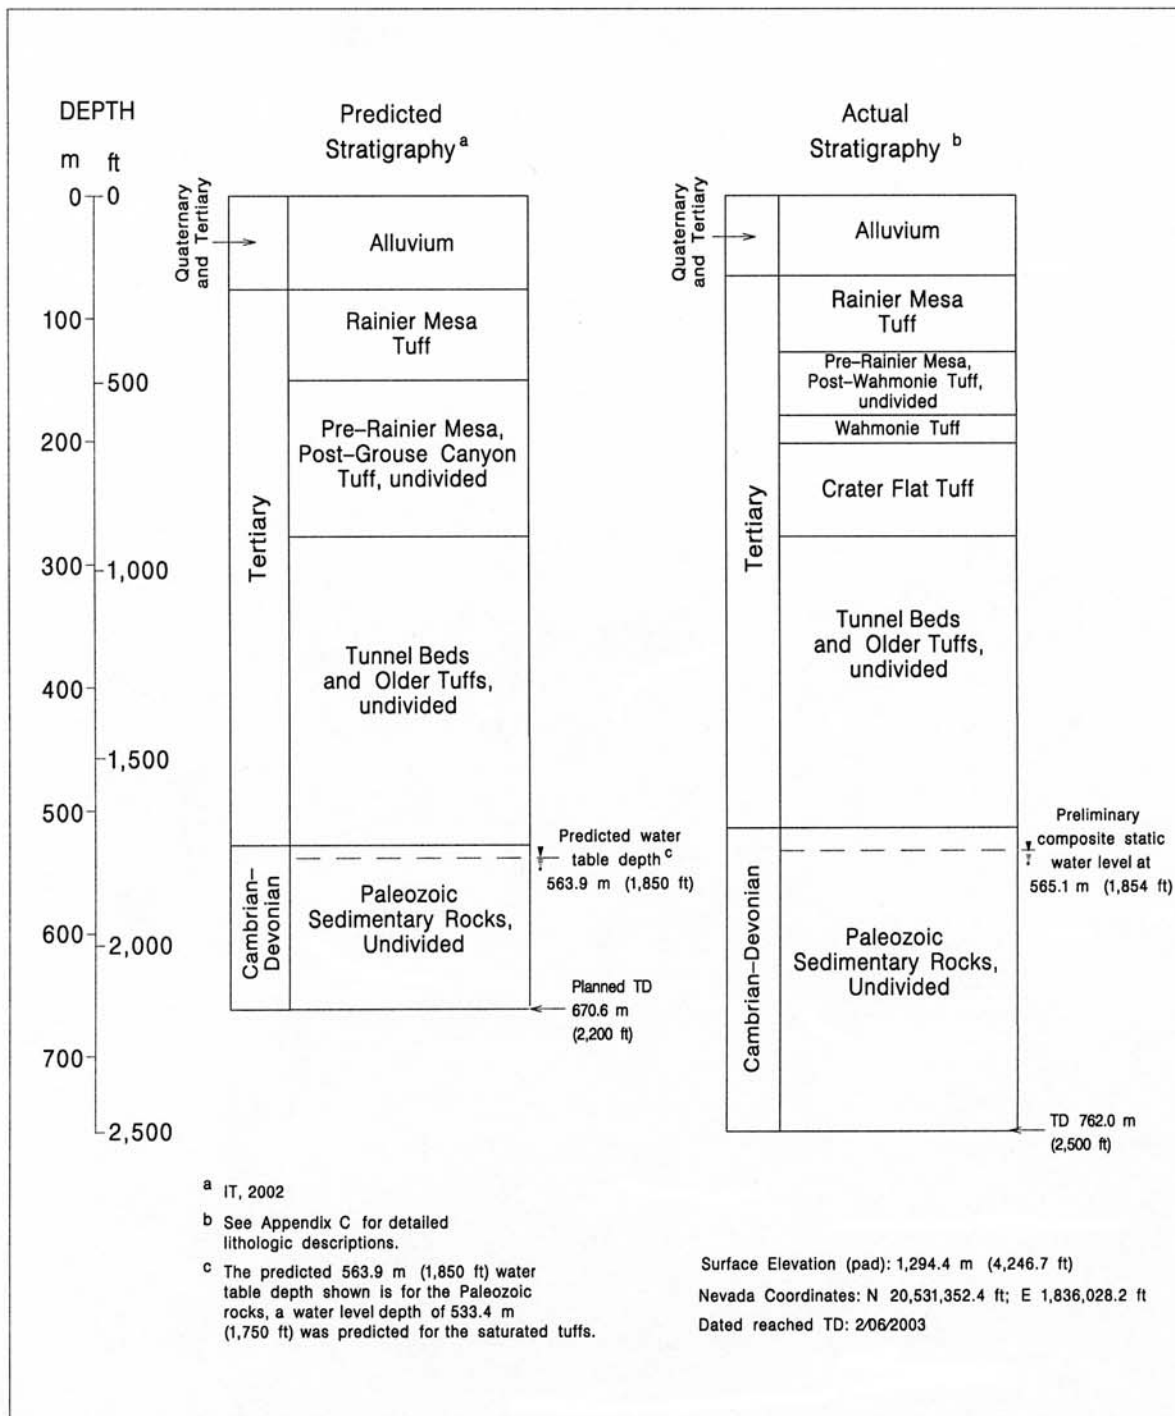 DEPTH
m ft
0 0
100
500
200
300
1,000
400
1,500
500
600
2,000
700
2,500
Predicted
Stratigraphy a
Quaternary
and Tertiary
Alluvium
Tertiary
Rainier Mesa
Tuff
Pre-Rainier Mesa,
Post-Grouse Canyon
Tuff, undivided
Tunnel Beds
and Older Tuffs,
undivided
Predicted water
table depth c
563.9 m (1,850 ft)
Cambrian-
Devonian
Paleozoic
Sedimentary Rocks,
Undivided
Planned TD
670.6 m
(2,200 ft)
Actual
Stratigraphy b
Quaternary
and Tertiary
Alluvium
Tertiary
Rainier Mesa
Tuff
Pre-Rainier Mesa,
Post-Wahmonie Tuff,
undivided
Wahmonie Tuff
Crater Flat Tuff
Tunnel Beds
and Older Tuffs,
undivided
Preliminary
composite static
water level at
565.1 m (1,854 ft)
Cambrian-Devonian
Paleozoic
Sedimentary Rocks,
Undivided
TD 762.0 m
(2,500 ft)
a IT, 2002
b See Appendix C for detailed
lithologic descriptions.
c The predicted 563.9 m (1,850 ft) water
table depth shown is for the Paleozoic
rocks, a water level depth of 533.4 m
(1,750 ft) was predicted for the saturated tuffs.
Surface Elevation (pad): 1,294.4 m (4,246.7 ft)
Nevada Coordinates: N 20,531,352.4 ft; E 1,836,028.2 ft
Dated reached TD: 2/06/2003